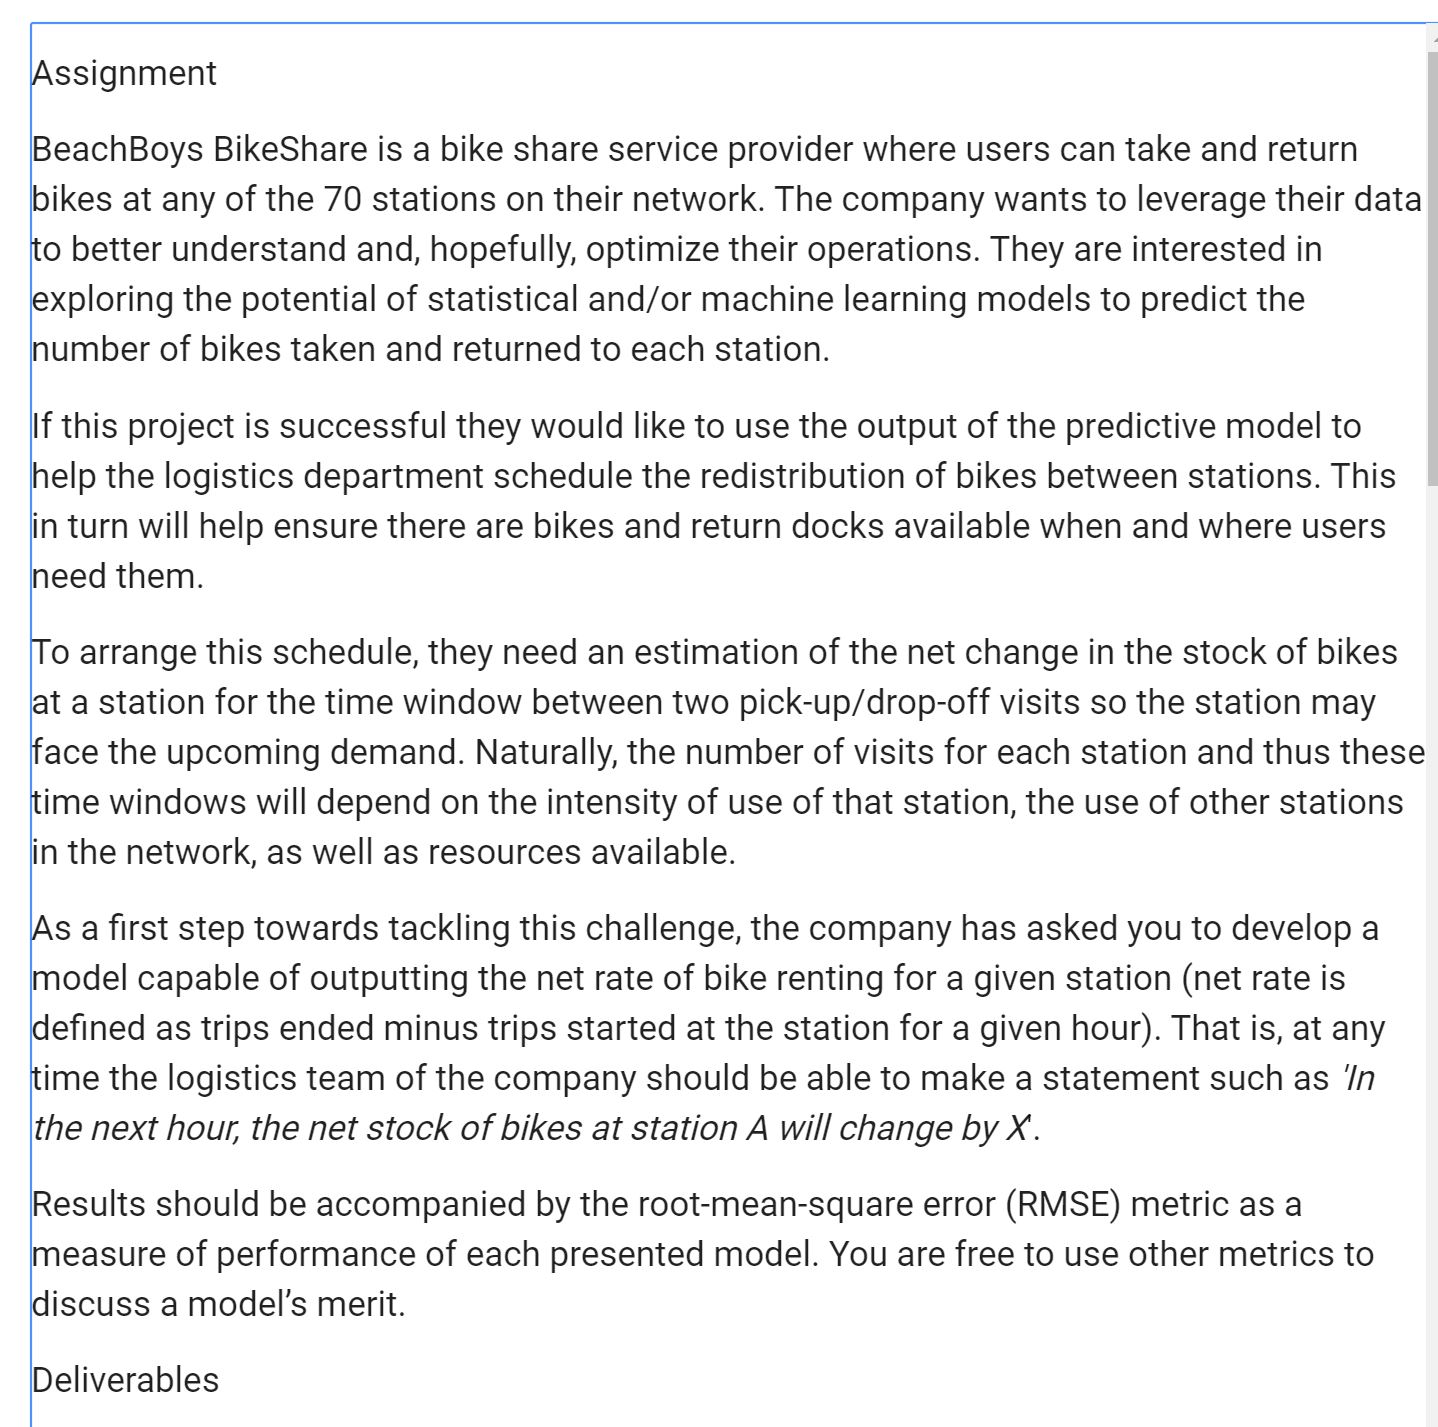 Assignment
BeachBoys BikeShare is a bike share service provider where users can take and return
bikes at any of the 70 stations on their network. The company wants to leverage their data
to better understand and, hopefully, optimize their operations. They are interested in
exploring the potential of statistical and/or machine learning models to predict the
number of bikes taken and returned to each station.
If this project is successful they would like to use the output of the predictive model to
help the logistics department schedule the redistribution of bikes between stations. This
in turn will help ensure there are bikes and return docks available when and where users
need them.
To arrange this schedule, they need an estimation of the net change in the stock of bikes
at a station for the time window between two pick-up/drop-off visits so the station may
face the upcoming demand. Naturally, the number of visits for each station and thus these
time windows will depend on the intensity of use of that station, the use of other stations
in the network, as well as resources available.
As a first step towards tackling this challenge, the company has asked you to develop a
model capable of outputting the net rate of bike renting for a given station (net rate is
defined as trips ended minus trips started at the station for a given hour). That is, at any
time the logistics team of the company should be able to make a statement such as 'In
the next hour, the net stock of bikes at station A will change by X'.
Results should be accompanied by the root-mean-square error (RMSE) metric as a
measure of performance of each presented model. You are free to use other metrics to
discuss a model’s merit.
Deliverables